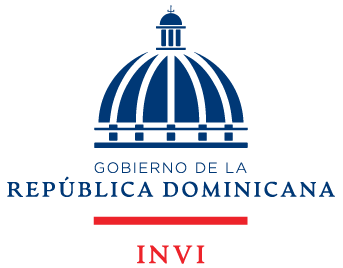 GOBIERNO DE LA
REPÚBLICA DOMINICANA
INVI